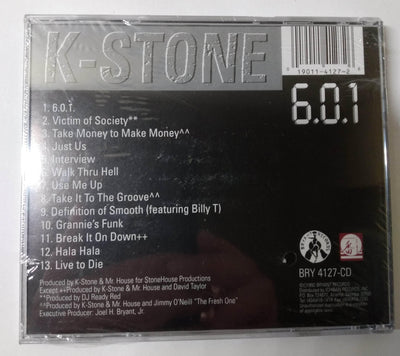 K-STONE
19011-4127-2
6.0.1
1. 6.O.1.
2. Victim of Society**
3. Take Money to Make Money^^
4. Just Us
5. Interview
6. Walk Thru Hell
7. Use Me Up
8. Take It To The Groove^^
9. Definition of Smooth (featuring Billy T)
10. Grannie's Funk
11. Break It On Down++
12. Hala Hala
13. Live to Die
BRY 4127-CD
Produced by K-Stone & Mr. House for StoneHouse Productions
Except ++Produced by K-Stone & Mr. House and David Taylor
**Produced by DJ Ready Red
^^Produced by K-Stone & Mr. House and Jimmy O'Neill "The Fresh One"
Executive Producer: Joel H. Bryant, Jr.